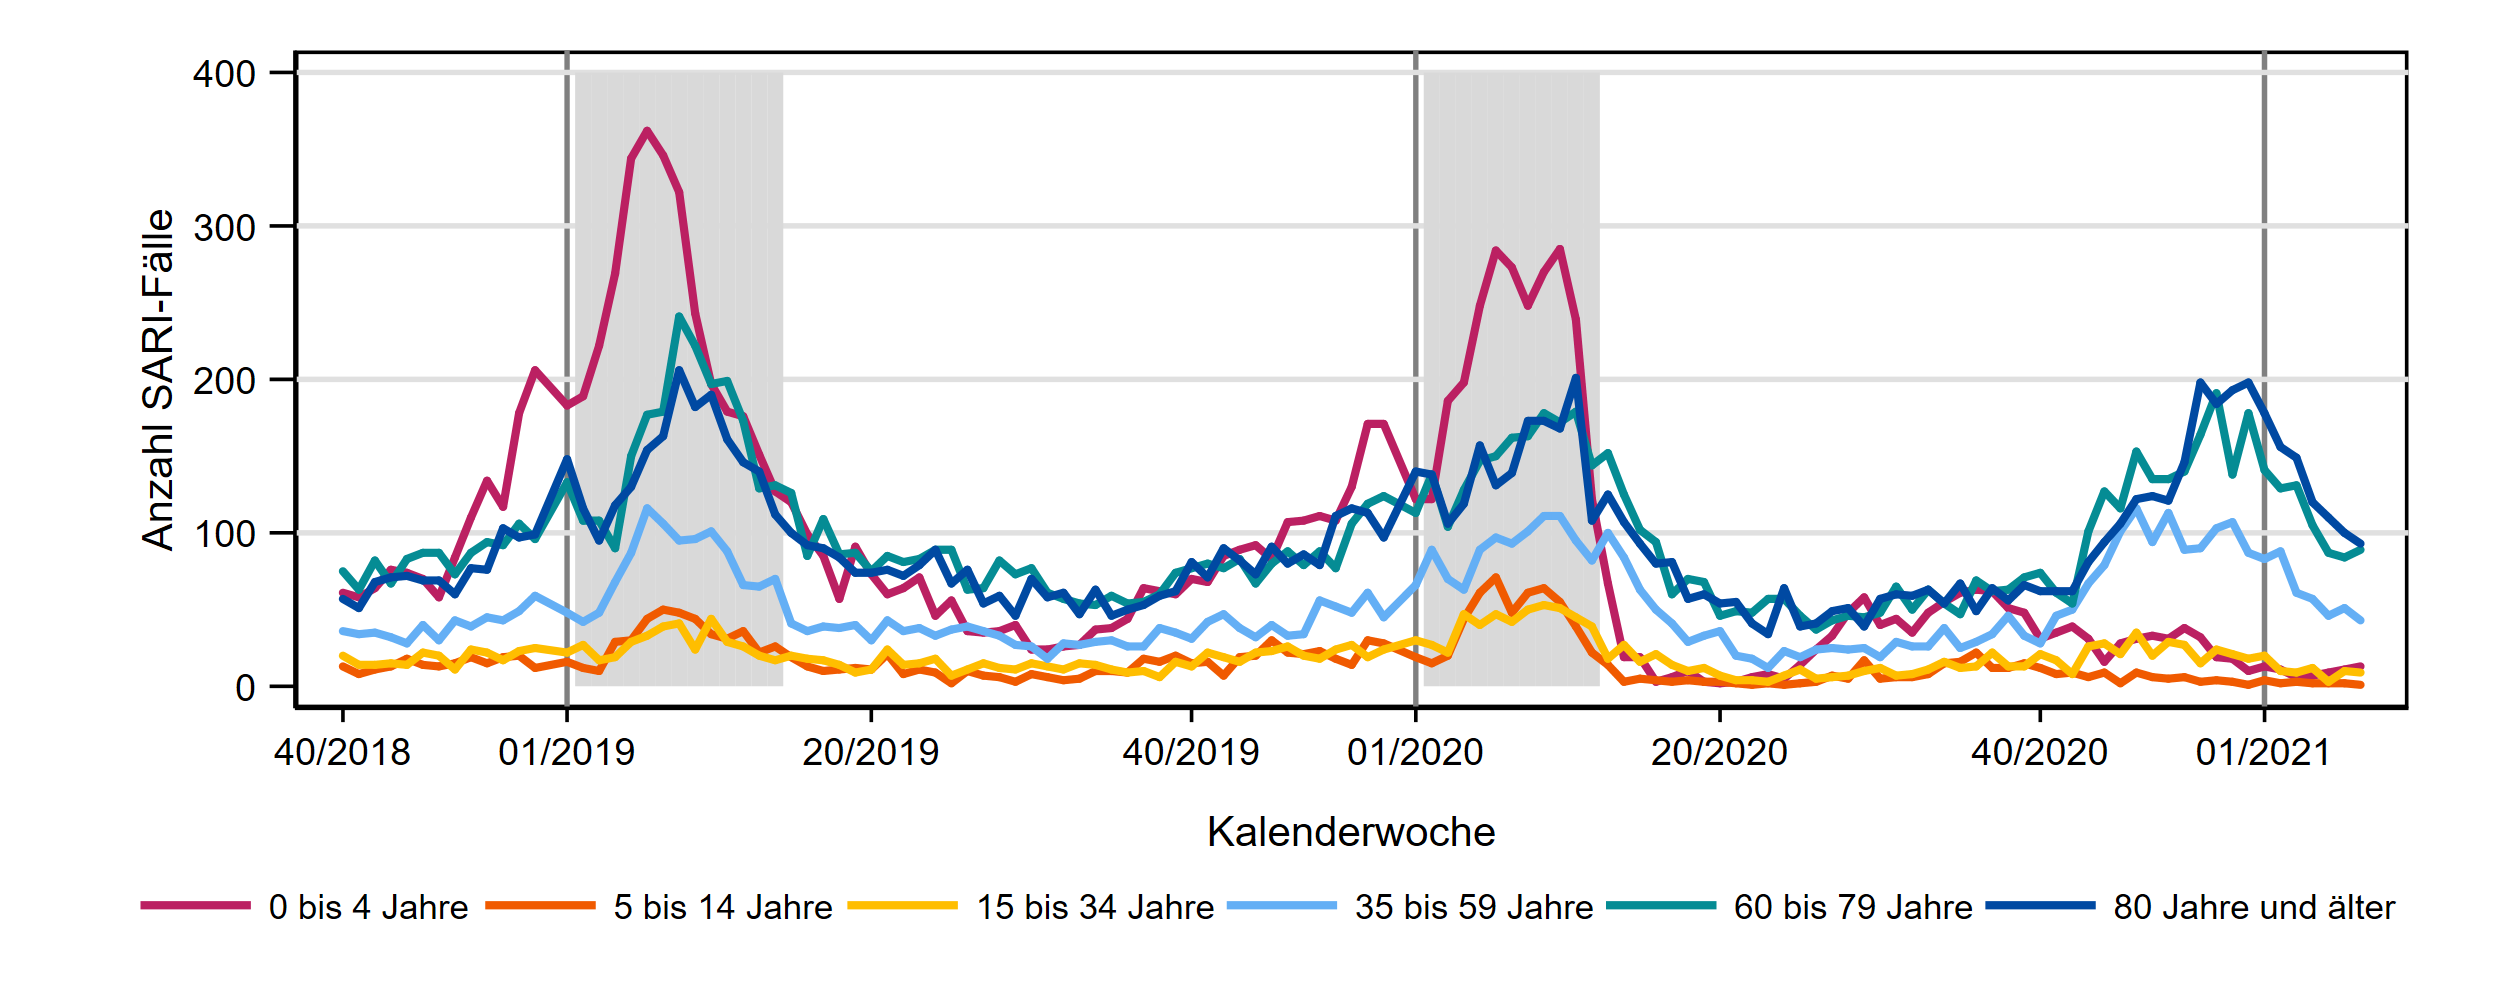 Anzahl SARI-Fälle
400
300
200
100
0
40/2018 01/2019 20/2019 40/2019 01/2020 20/2020 40/2020 01/2021
Kalenderwoche
0 bis 4 Jahre 5 bis 14 Jahre 15 bis 34 Jahre 35 bis 59 Jahre 60 bis 79 Jahre 80 Jahre und älter